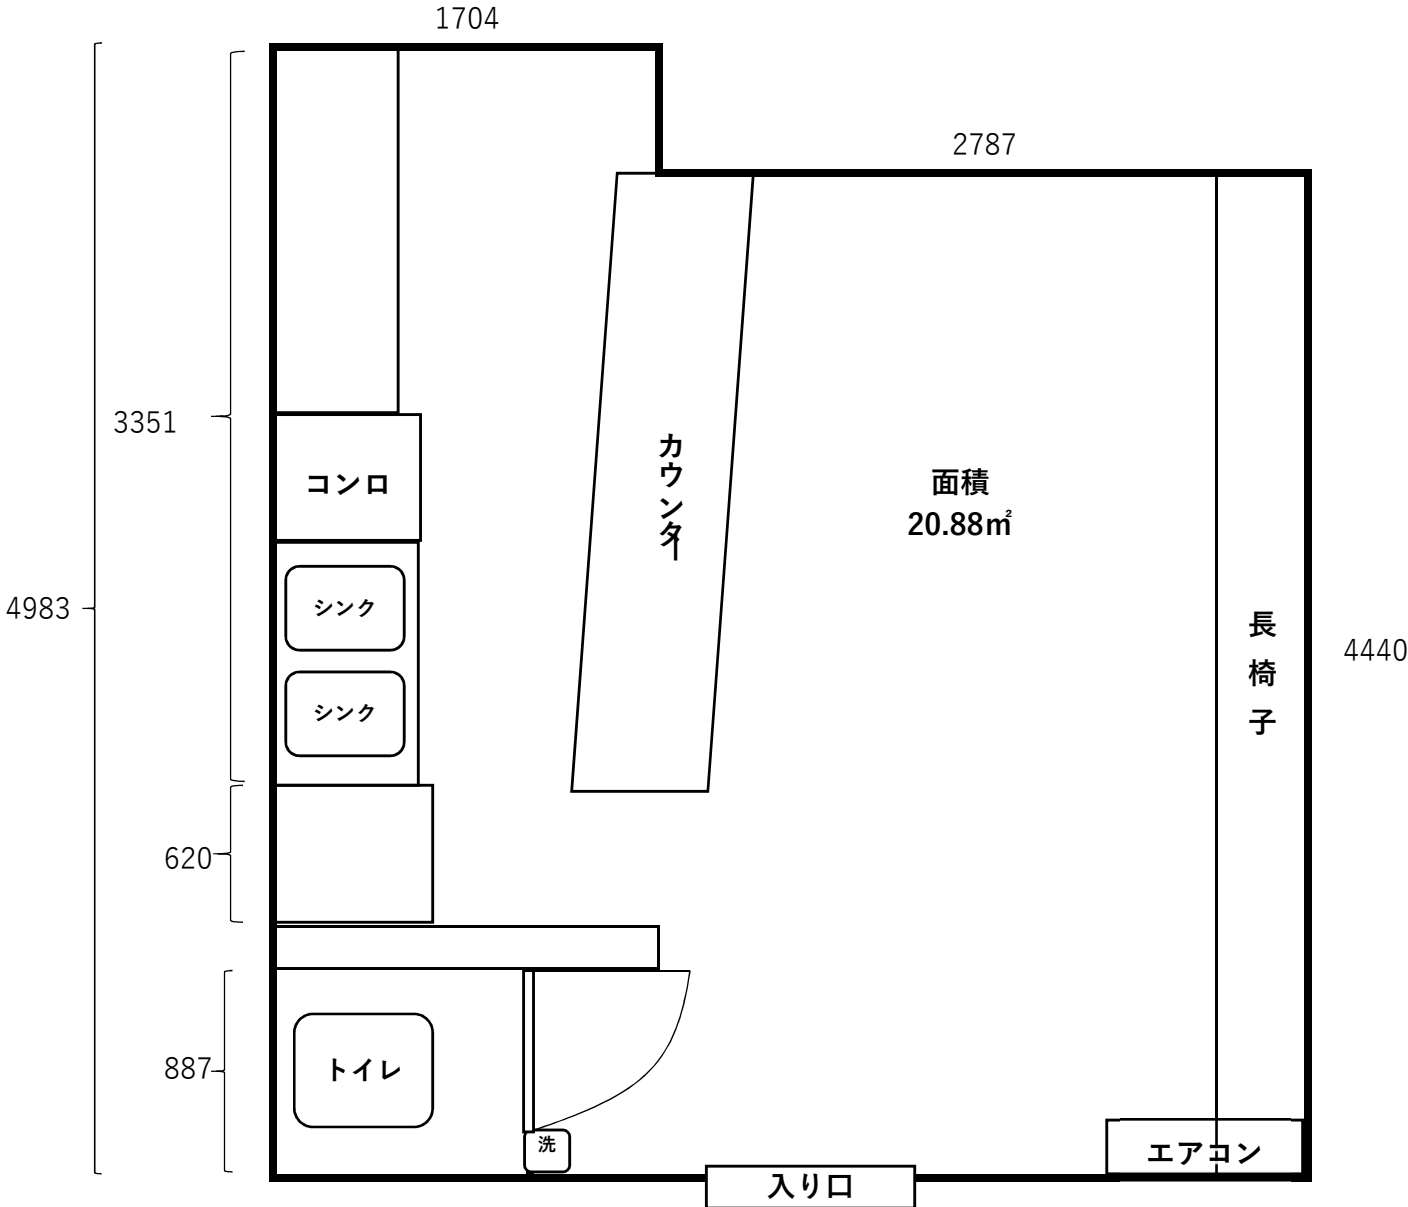 1704
2787
3351
コンロ
カウンター
面積
20.88㎡
シンク
4983
長椅子
4440
シンク
620
887
トイレ
洗
エアコン
入り口